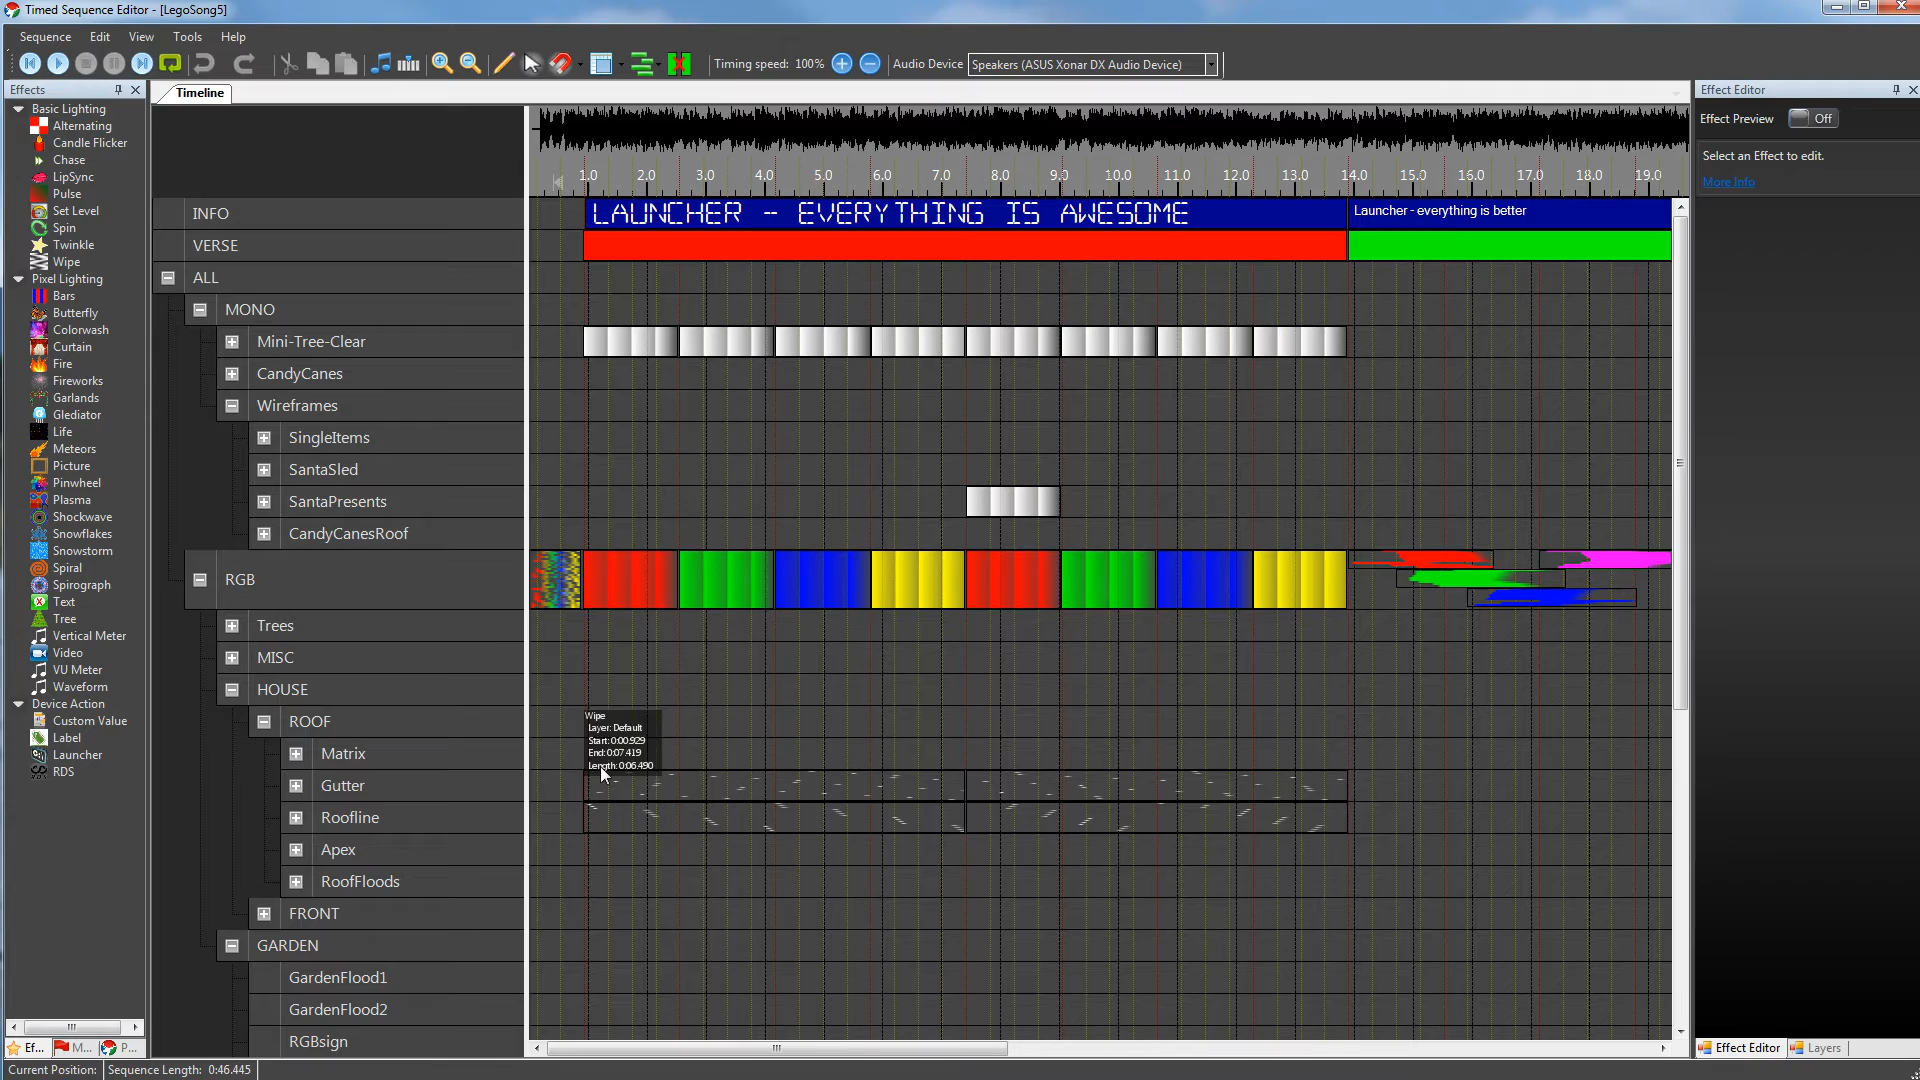 Timed Sequence Editor - [LegoSong5]
Sequence Edit View Tools Help
Timing speed: 100% Audio Device Speakers (ASUS Xonar DX Audio Device)
Effects
Timeline
Effect Editor
Basic Lighting
Alternating
Candle Flicker
Chase
LipSync
Pulse
Set Level
Spin
Twinkle
Wipe
Pixel Lighting
Bars
Butterfly
Colorwash
Curtain
Fire
Fireworks
Garlands
Glediator
Life
Meteors
Picture
Pinwheel
Plasma
Shockwave
Snowflakes
Snowstorm
Spiral
Spirograph
Text
Tree
Vertical Meter
Video
VU Meter
Waveform
Device Action
Custom Value
Label
Launcher
RDS
Ef... M... P...
1.0 2.0 3.0 4.0 5.0 6.0 7.0 8.0 9.0 10.0 11.0 12.0 13.0 14.0 15.0 16.0 17.0 18.0 19.0
INFO
LAUNCHER - EVERYTHING IS AWESOME
Launcher - everything is better
VERSE
ALL
MONO
Mini-Tree-Clear
CandyCanes
Wireframes
SingleItems
SantaSled
SantaPresents
CandyCanesRoof
RGB
Trees
MISC
HOUSE
ROOF
Matrix
Gutter
Roofline
Apex
RoofFloods
FRONT
GARDEN
GardenFlood1
GardenFlood2
RGBsign
Wipe
Layer: Default
Start: 0:00.929
End: 0:07.419
Length: 0:06.490
Effect Preview Off
Select an Effect to edit.
More Info
Effect Editor Layers
Current Position: Sequence Length: 0:46.445